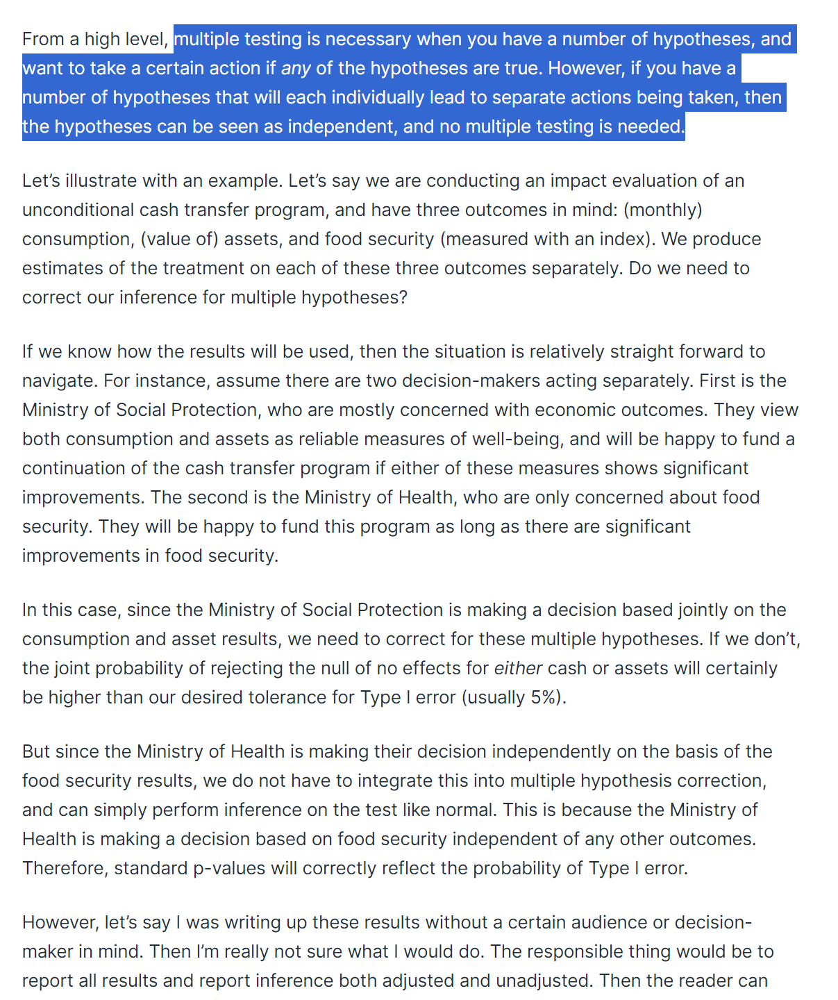 From a high level, multiple testing is necessary when you have a number of hypotheses, and
want to take a certain action if any of the hypotheses are true. However, if you have a
number of hypotheses that will each individually lead to separate actions being taken, then
the hypotheses can be seen as independent, and no multiple testing is needed.
Let’s illustrate with an example. Let’s say we are conducting an impact evaluation of an
unconditional cash transfer program, and have three outcomes in mind: (monthly)
consumption, (value of) assets, and food security (measured with an index). We produce
estimates of the treatment on each of these three outcomes separately. Do we need to
correct our inference for multiple hypotheses?
If we know how the results will be used, then the situation is relatively straight forward to
navigate. For instance, assume there are two decision-makers acting separately. First is the
Ministry of Social Protection, who are mostly concerned with economic outcomes. They view
both consumption and assets as reliable measures of well-being, and will be happy to fund a
continuation of the cash transfer program if either of these measures shows significant
improvements. The second is the Ministry of Health, who are only concerned about food
security. They will be happy to fund this program as long as there are significant
improvements in food security.
In this case, since the Ministry of Social Protection is making a decision based jointly on the
consumption and asset results, we need to correct for these multiple hypotheses. If we don’t,
the joint probability of rejecting the null of no effects for either cash or assets will certainly
be higher than our desired tolerance for Type I error (usually 5%).
But since the Ministry of Health is making their decision independently on the basis of the
food security results, we do not have to integrate this into multiple hypothesis correction,
and can simply perform inference on the test like normal. This is because the Ministry of
Health is making a decision based on food security independent of any other outcomes.
Therefore, standard p-values will correctly reflect the probability of Type I error.
However, let’s say I was writing up these results without a certain audience or decision-
maker in mind. Then I’m really not sure what I would do. The responsible thing would be to
report all results and report inference both adjusted and unadjusted. Then the reader can